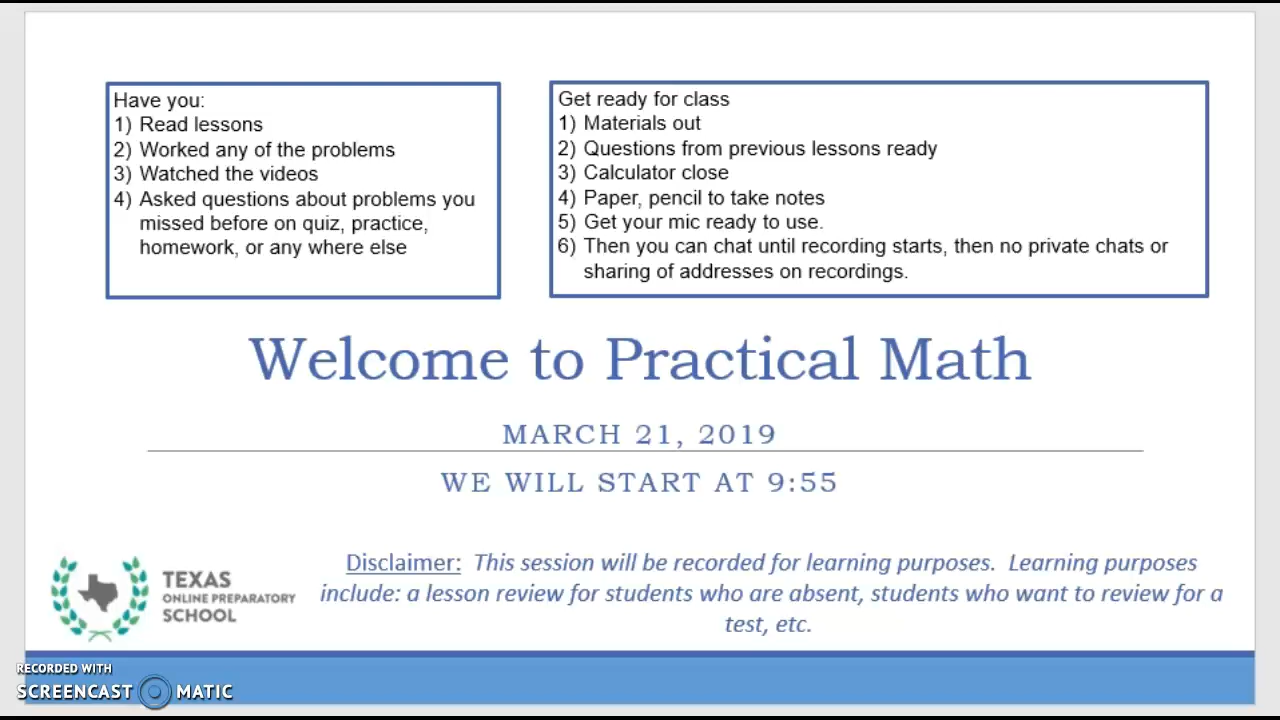 Have you:
1) Read lessons
2) Worked any of the problems
3) Watched the videos
4) Asked questions about problems you
missed before on quiz, practice,
homework, or any where else
Get ready for class
1) Materials out
2) Questions from previous lessons ready
3) Calculator close
4) Paper, pencil to take notes
5) Get your mic ready to use.
6) Then you can chat until recording starts, then no private chats or
sharing of addresses on recordings.
Welcome to Practical Math
MARCH 21, 2019
WE WILL START AT 9:55
TEXAS
ONLINE PREPARATORY
SCHOOL
Disclaimer: This session will be recorded for learning purposes. Learning purposes
include: a lesson review for students who are absent, students who want to review for a
test, etc.
RECORDED WITH
SCREENCAST MATIC